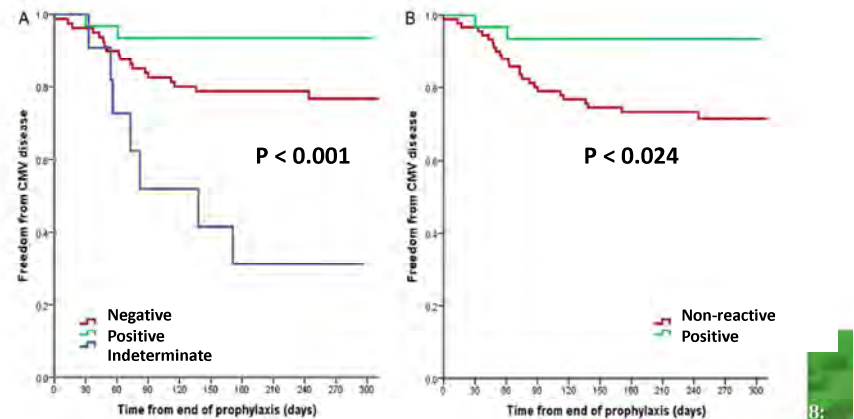 A
1.0
0.8
0.6
0.4
0.2
0.0
Freedom from CMV disease
P < 0.001
Negative
Positive
Indeterminate
0 30 60 90 120 150 180 210 240 270 300
Time from end of prophylaxis (days)
B
1.0
0.8
0.6
0.4
0.2
0.0
Freedom from CMV disease
P < 0.024
Non-reactive
Positive
0 30 60 90 120 150 180 210 240 270 300
Time from end of prophylaxis (days)
8: